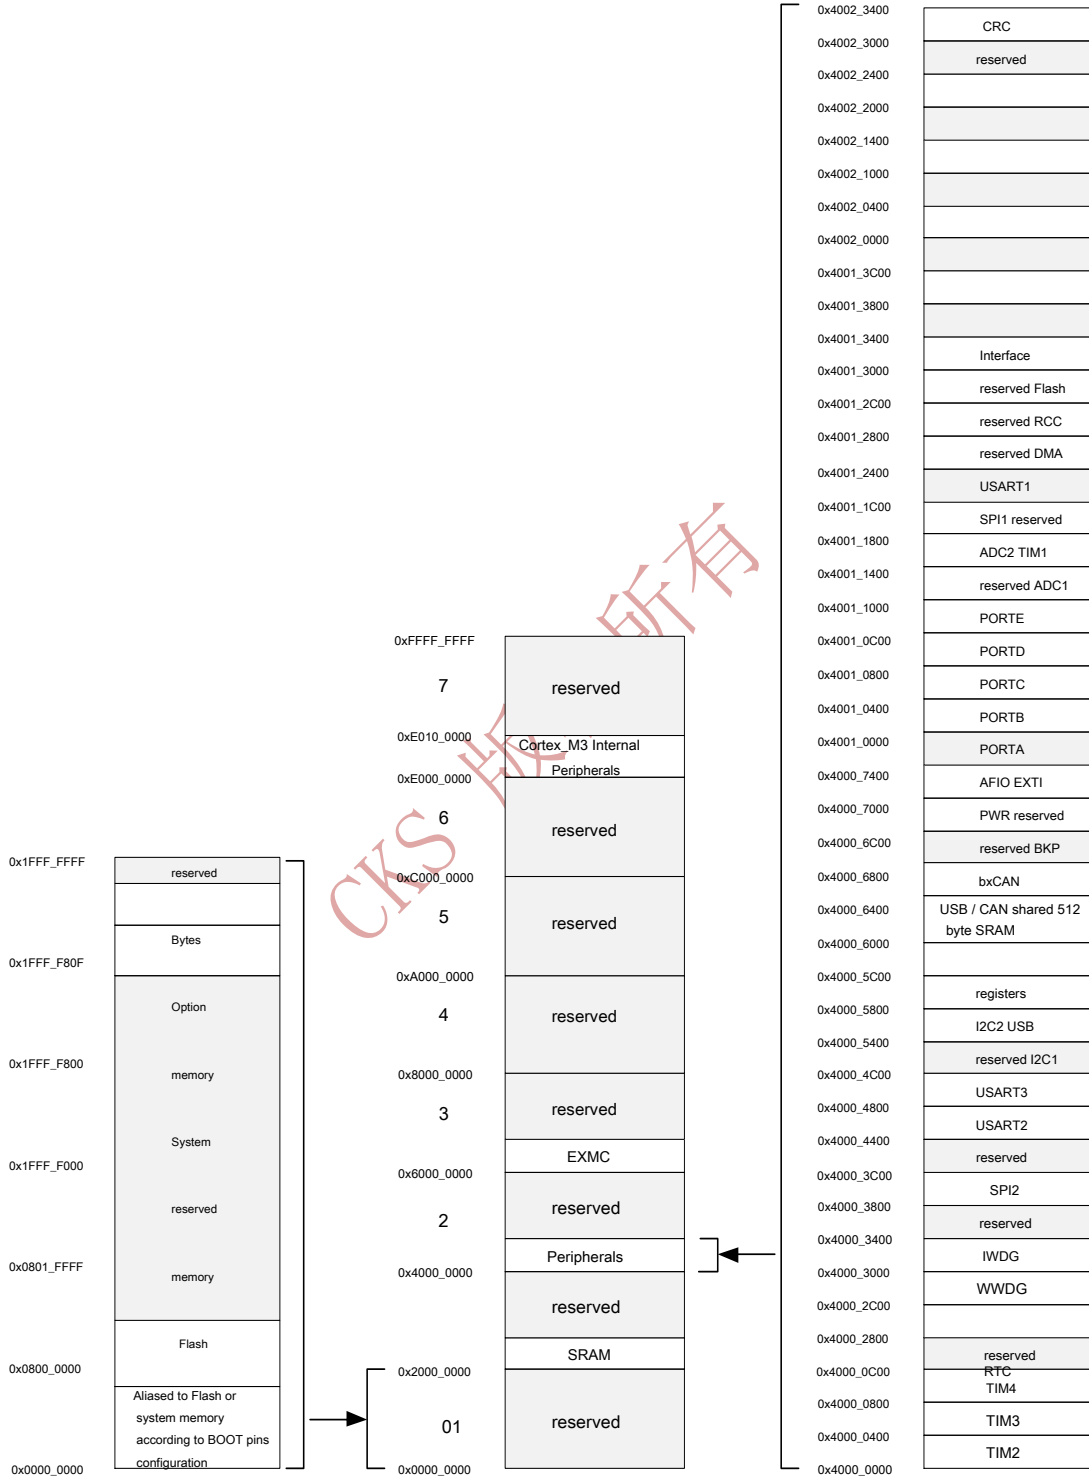 0x1FFF_FFFF
reserved
Bytes
0x1FFF_F80F
Option
0x1FFF_F800
memory
System
0x1FFF_F000
reserved
0x0801_FFFF
memory
Flash
0x0800_0000
Aliased to Flash or
system memory
according to BOOT pins
configuration
0x0000_0000
0xFFFF_FFFF
7
reserved
0xE010_0000
Cortex_M3 Internal
Peripherals
0xE000_0000
6
reserved
0xC000_0000
5
reserved
0xA000_0000
4
reserved
0x8000_0000
3
reserved
EXMC
0x6000_0000
2
reserved
Peripherals
0x4000_0000
reserved
SRAM
0x2000_0000
01
reserved
0x0000_0000
0x4002_3400
CRC
0x4002_3000
reserved
0x4002_2400
0x4002_2000
0x4002_1400
0x4002_1000
0x4002_0400
0x4002_0000
0x4001_3C00
0x4001_3800
0x4001_3400
Interface
0x4001_3000
reserved Flash
0x4001_2C00
reserved RCC
0x4001_2800
reserved DMA
0x4001_2400
USART1
0x4001_1C00
SPI1 reserved
0x4001_1800
ADC2 TIM1
0x4001_1400
reserved ADC1
0x4001_1000
PORTE
0x4001_0C00
PORTD
0x4001_0800
PORTC
0x4001_0400
PORTB
0x4001_0000
PORTA
0x4000_7400
AFIO EXTI
0x4000_7000
PWR reserved
0x4000_6C00
reserved BKP
0x4000_6800
bxCAN
0x4000_6400
USB / CAN shared 512
byte SRAM
0x4000_6000
0x4000_5C00
registers
0x4000_5800
I2C2 USB
0x4000_5400
reserved I2C1
0x4000_4C00
USART3
0x4000_4800
USART2
0x4000_4400
reserved
0x4000_3C00
SPI2
0x4000_3800
reserved
0x4000_3400
IWDG
0x4000_3000
WWDG
0x4000_2C00
0x4000_2800
reserved
0x4000_0C00
RTC
TIM4
0x4000_0800
TIM3
0x4000_0400
TIM2
0x4000_0000
CKS 版 所有